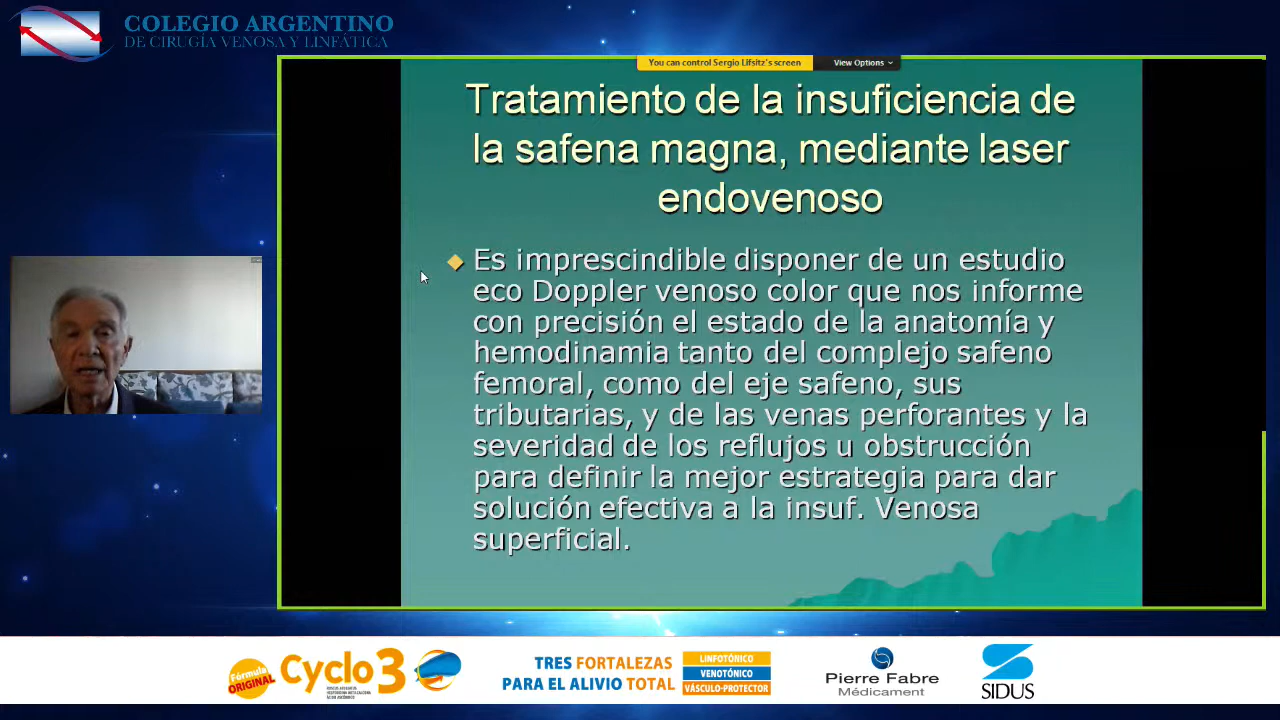 COLEGIO ARGENTINO
DE CIRUGÍA VENOSA Y LINFÁTICA
You can control Sergio Lifsitz's screen
View Options
Tratamiento de la insuficiencia de
la safena magna, mediante laser
endovenoso
Es imprescindible disponer de un estudio
eco Doppler venoso color que nos informe
con precisión el estado de la anatomía y
hemodinamia tanto del complejo safeno
femoral, como del eje safeno, sus
tributarias, y de las venas perforantes y la
severidad de los reflujos u obstrucción
para definir la mejor estrategia para dar
solución efectiva a la insuf. Venosa
superficial.
Fórmula
ORIGINAL
Cyclo 3
TRES FORTALEZAS
PARA EL ALIVIO TOTAL
LINFOTÓNICO
VENOTÓNICO
VÁSCULO-PROTECTOR
Pierre Fabre
Médicament
SIDUS